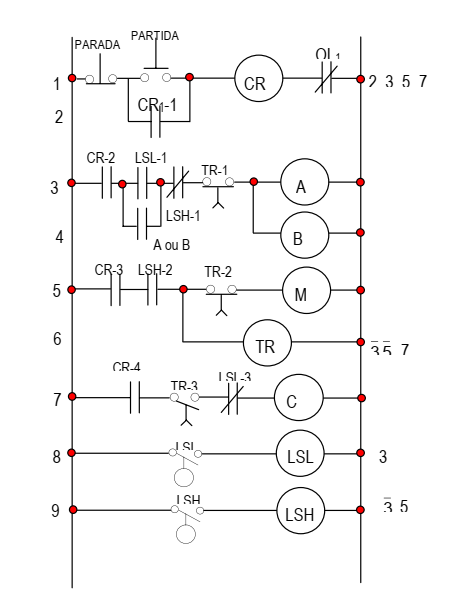 PARTIDA
PARADA
OL1
1 CR 2 3 5 7
2 CR1-1
CR-2 LSL-1 TR-1
3 A
LSH-1
4 A ou B B
CR-3 LSH-2 TR-2
5 M
6 TR 3 5 7
CR-4 TR-3 LSL-3
7 C
LSL
8 LSL 3
LSH
9 LSH 3 5